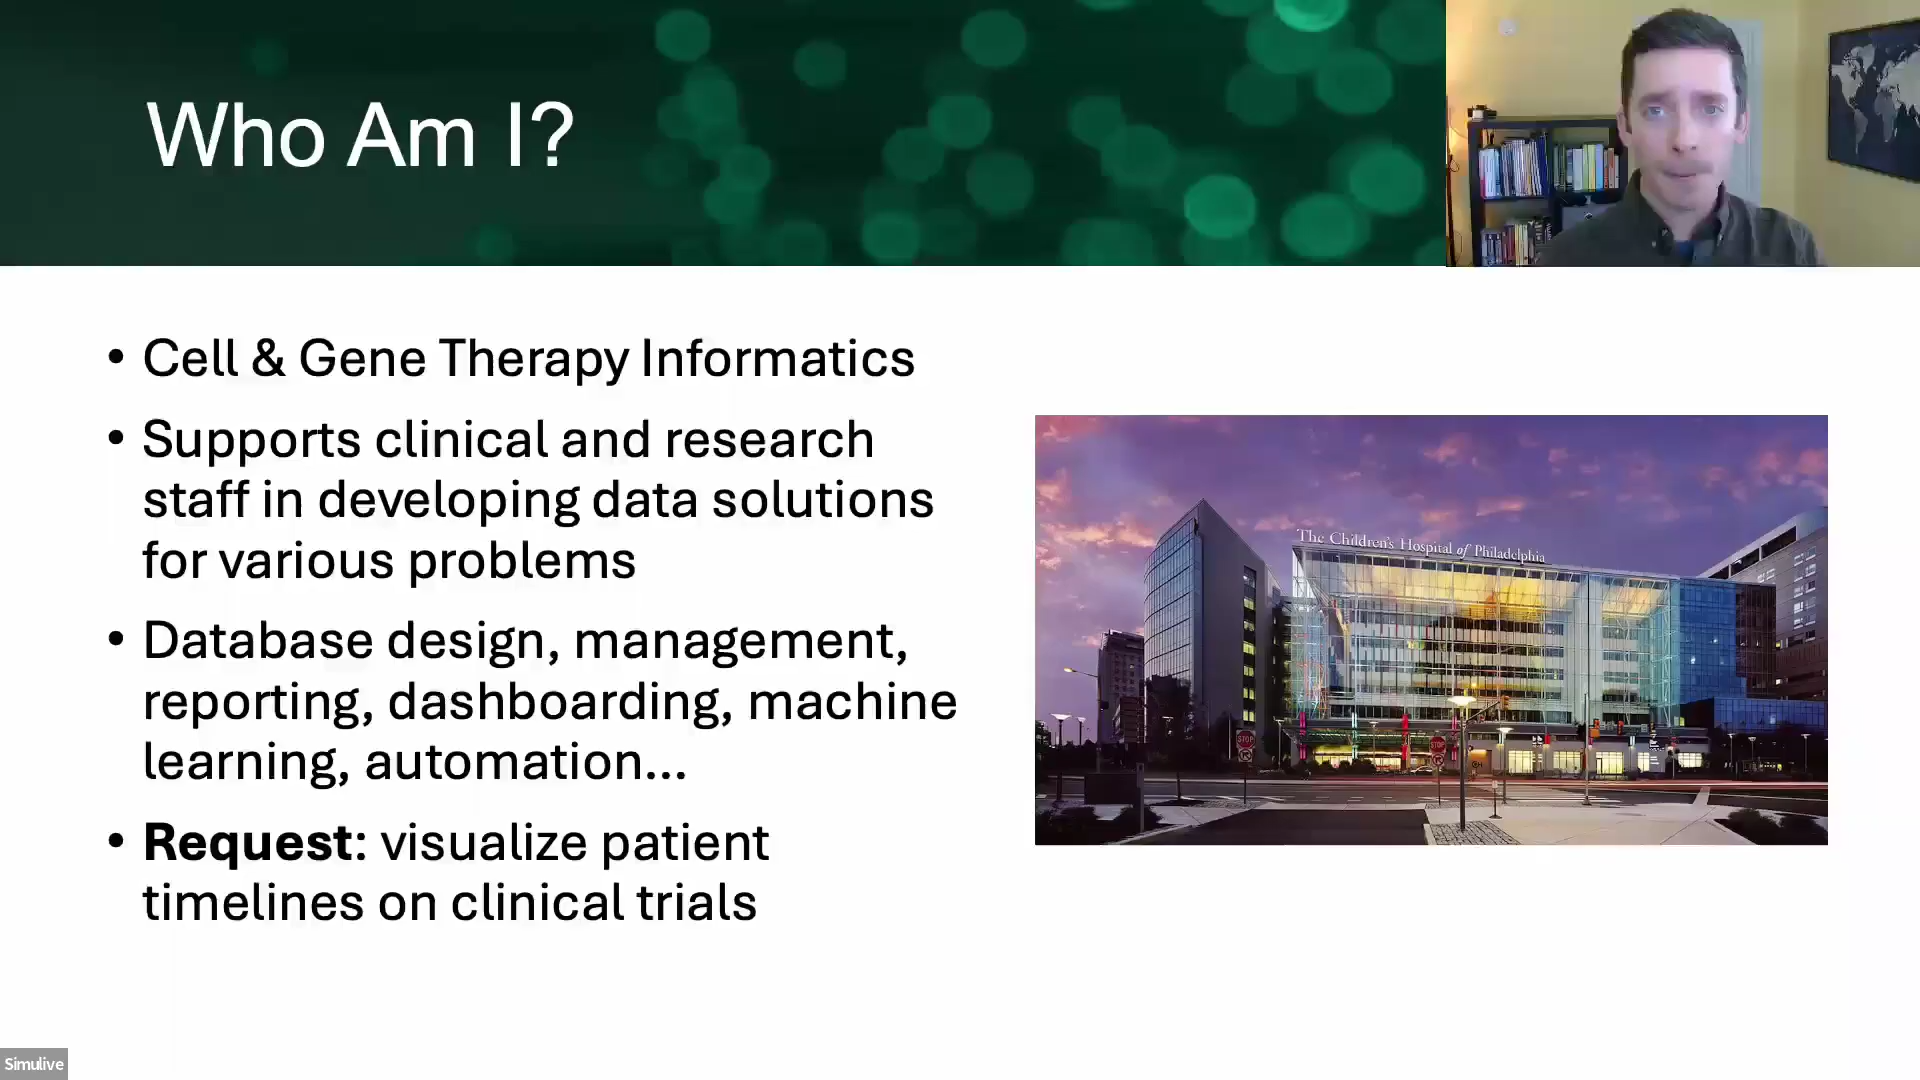 Who Am I?
• Cell & Gene Therapy Informatics
• Supports clinical and research
staff in developing data solutions
for various problems
• Database design, management,
reporting, dashboarding, machine
learning, automation...
• Request: visualize patient
timelines on clinical trials
The Children's Hospital of Philadelphia
STOP
STOP
Simulive